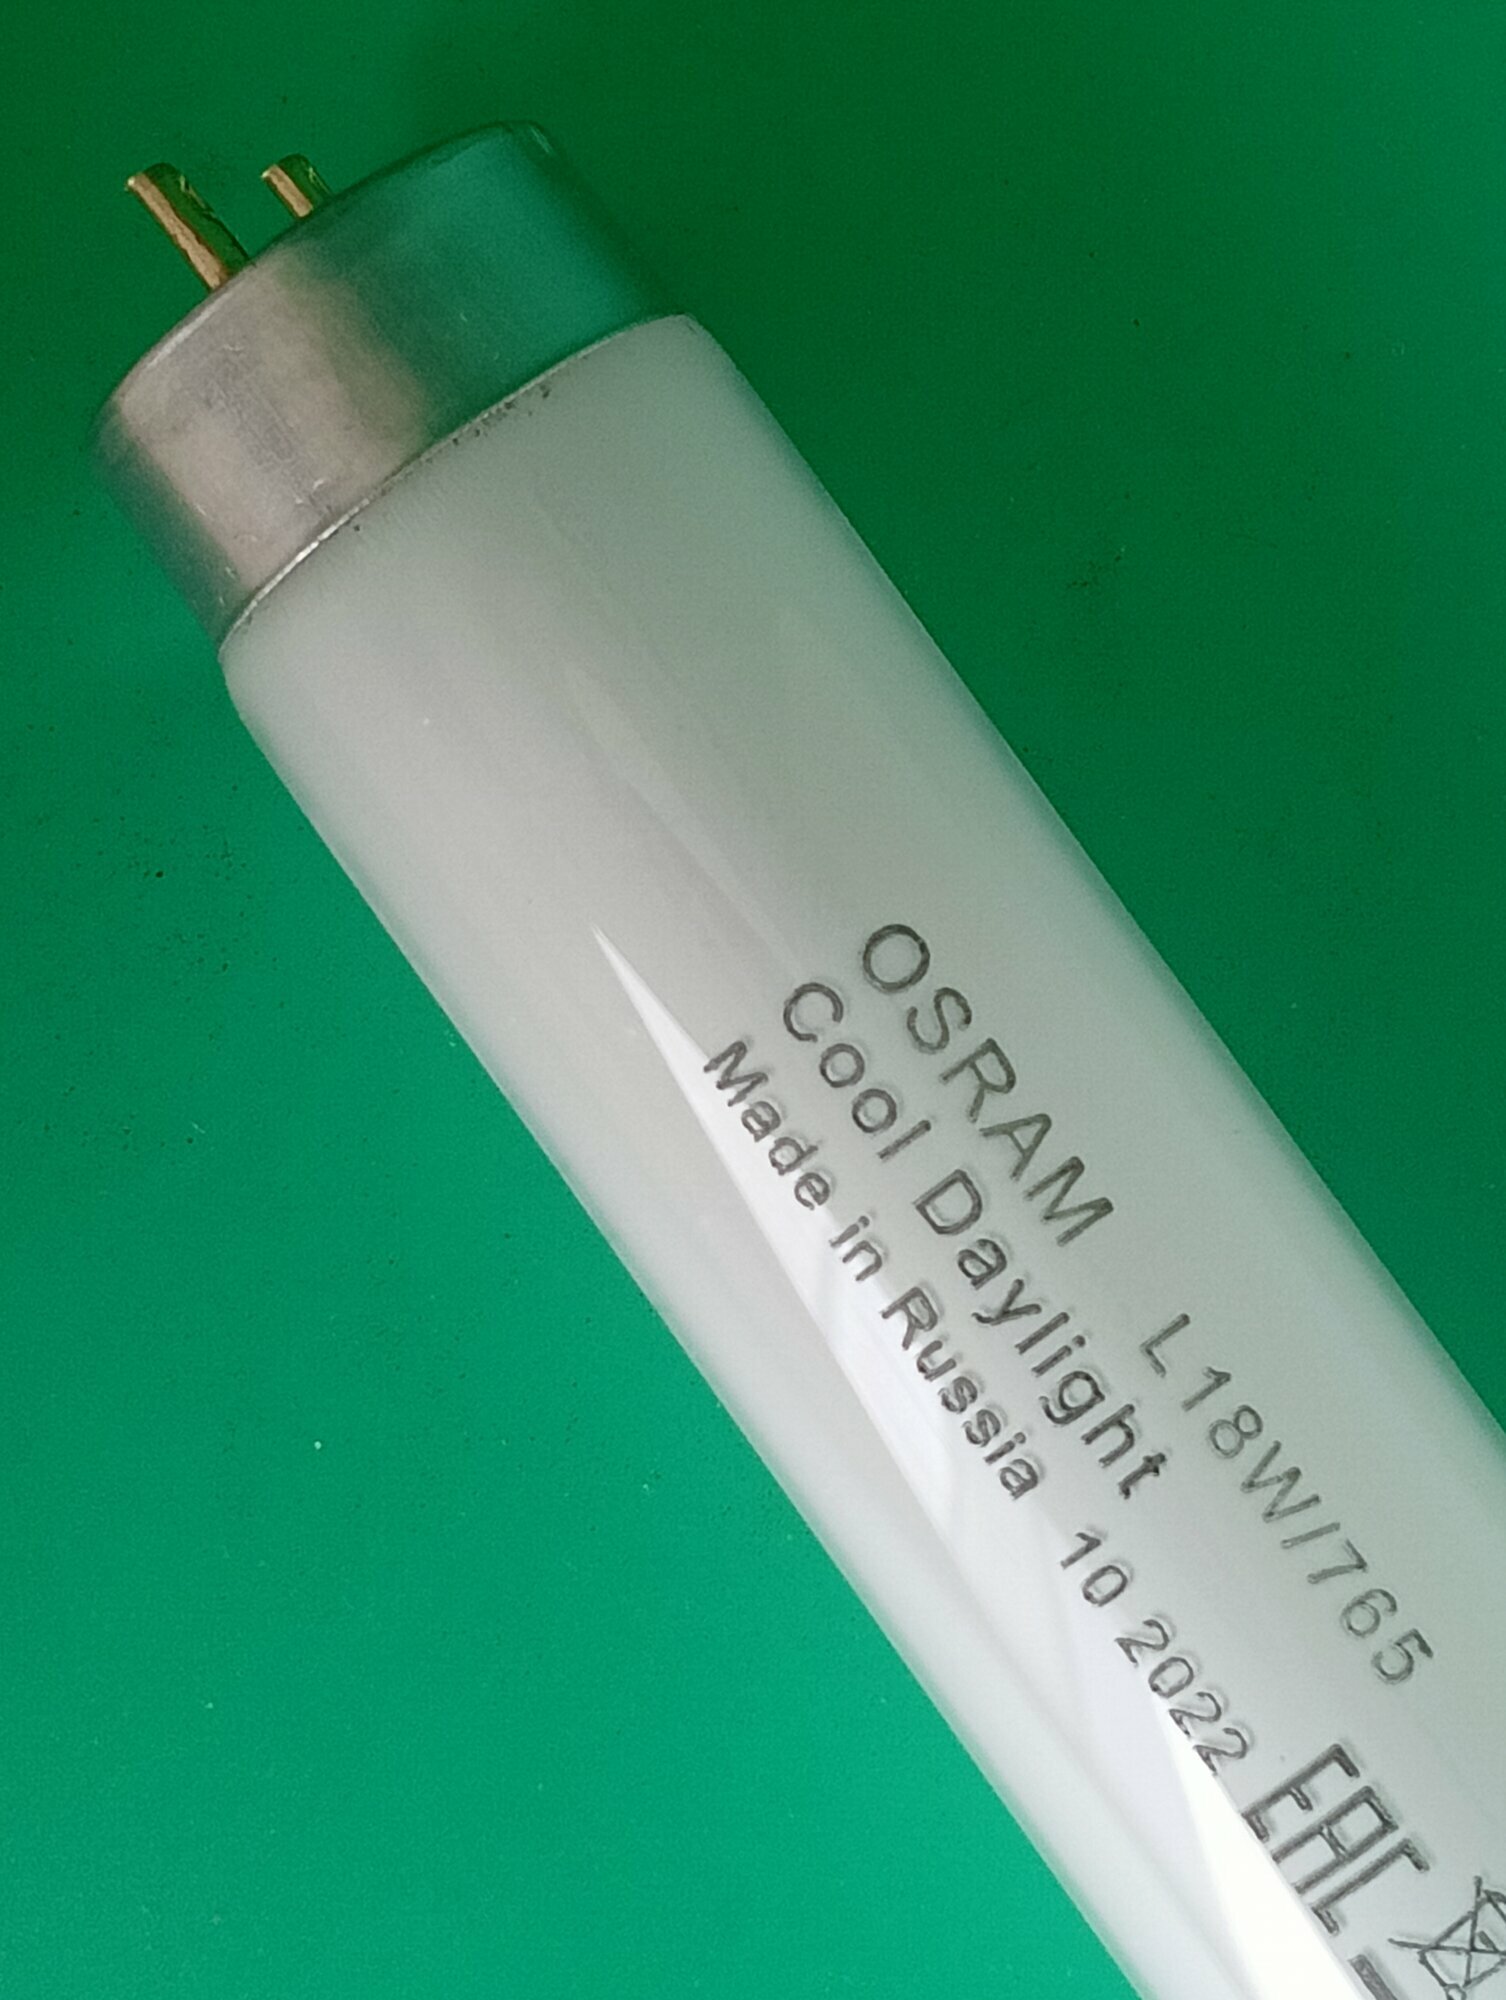 OSRAM L18W/765
Cool Daylight
Made in Russia 10 2022 EAC